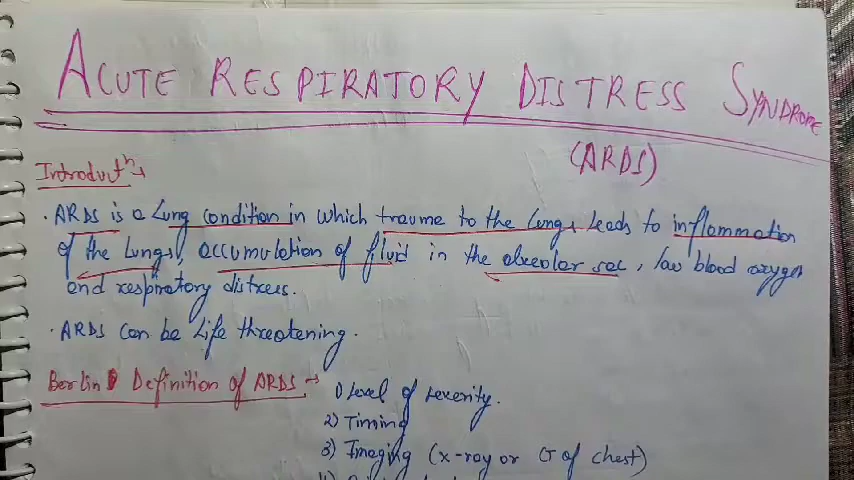 ACUTE RESPIRATORY DISTRESS SYNDROME
(ARDS)
Introductⁿ→
· ARDS is a Lung condition in which traume to the lungs leads to inflammation
of the Lungs, accumulation of fluid in the alveolar sac, low blood oxygen
and respiratory distress.
· ARDS can be Life threatening.
Berlin Definition of ARDS → 1) Level of severity.
2) Timing
3) Imaging (x-ray or CT of chest)
4)